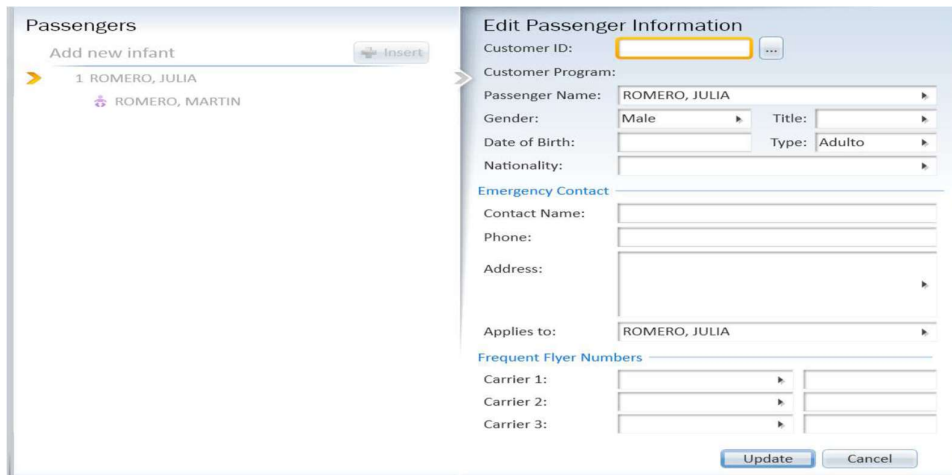 Passengers
Add new infant Insert
1 ROMERO, JULIA
ROMERO, MARTIN
Edit Passenger Information
Customer ID: ...
Customer Program:
Passenger Name: ROMERO, JULIA
Gender: Male Title:
Date of Birth: Type: Adulto
Nationality:
Emergency Contact
Contact Name:
Phone:
Address:
Applies to: ROMERO, JULIA
Frequent Flyer Numbers
Carrier 1:
Carrier 2:
Carrier 3:
Update Cancel